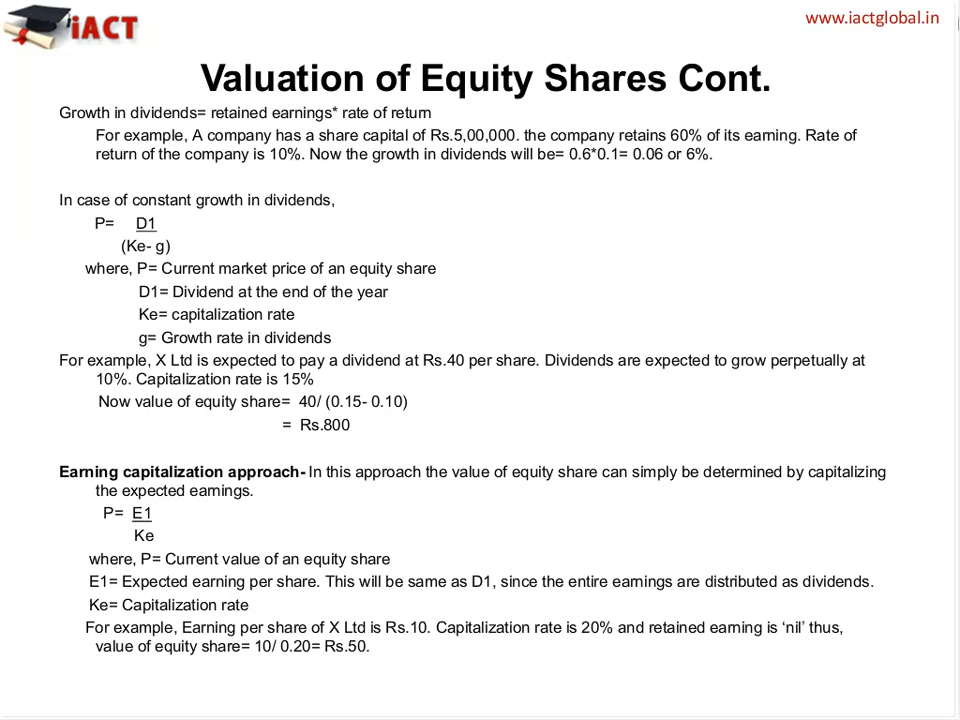 iACT
www.iactglobal.in
Valuation of Equity Shares Cont.
Growth in dividends= retained earnings* rate of return
For example, A company has a share capital of Rs.5,00,000. the company retains 60% of its earning. Rate of
return of the company is 10%. Now the growth in dividends will be= 0.6*0.1= 0.06 or 6%.
In case of constant growth in dividends,
P= D1
(Ke- g)
where, P= Current market price of an equity share
D1= Dividend at the end of the year
Ke= capitalization rate
g= Growth rate in dividends
For example, X Ltd is expected to pay a dividend at Rs.40 per share. Dividends are expected to grow perpetually at
10%. Capitalization rate is 15%
Now value of equity share= 40/ (0.15- 0.10)
= Rs.800
Earning capitalization approach- In this approach the value of equity share can simply be determined by capitalizing
the expected earnings.
P= E1
Ke
where, P= Current value of an equity share
E1= Expected earning per share. This will be same as D1, since the entire earnings are distributed as dividends.
Ke= Capitalization rate
For example, Earning per share of X Ltd is Rs.10. Capitalization rate is 20% and retained earning is ‘nil’ thus,
value of equity share= 10/ 0.20= Rs.50.